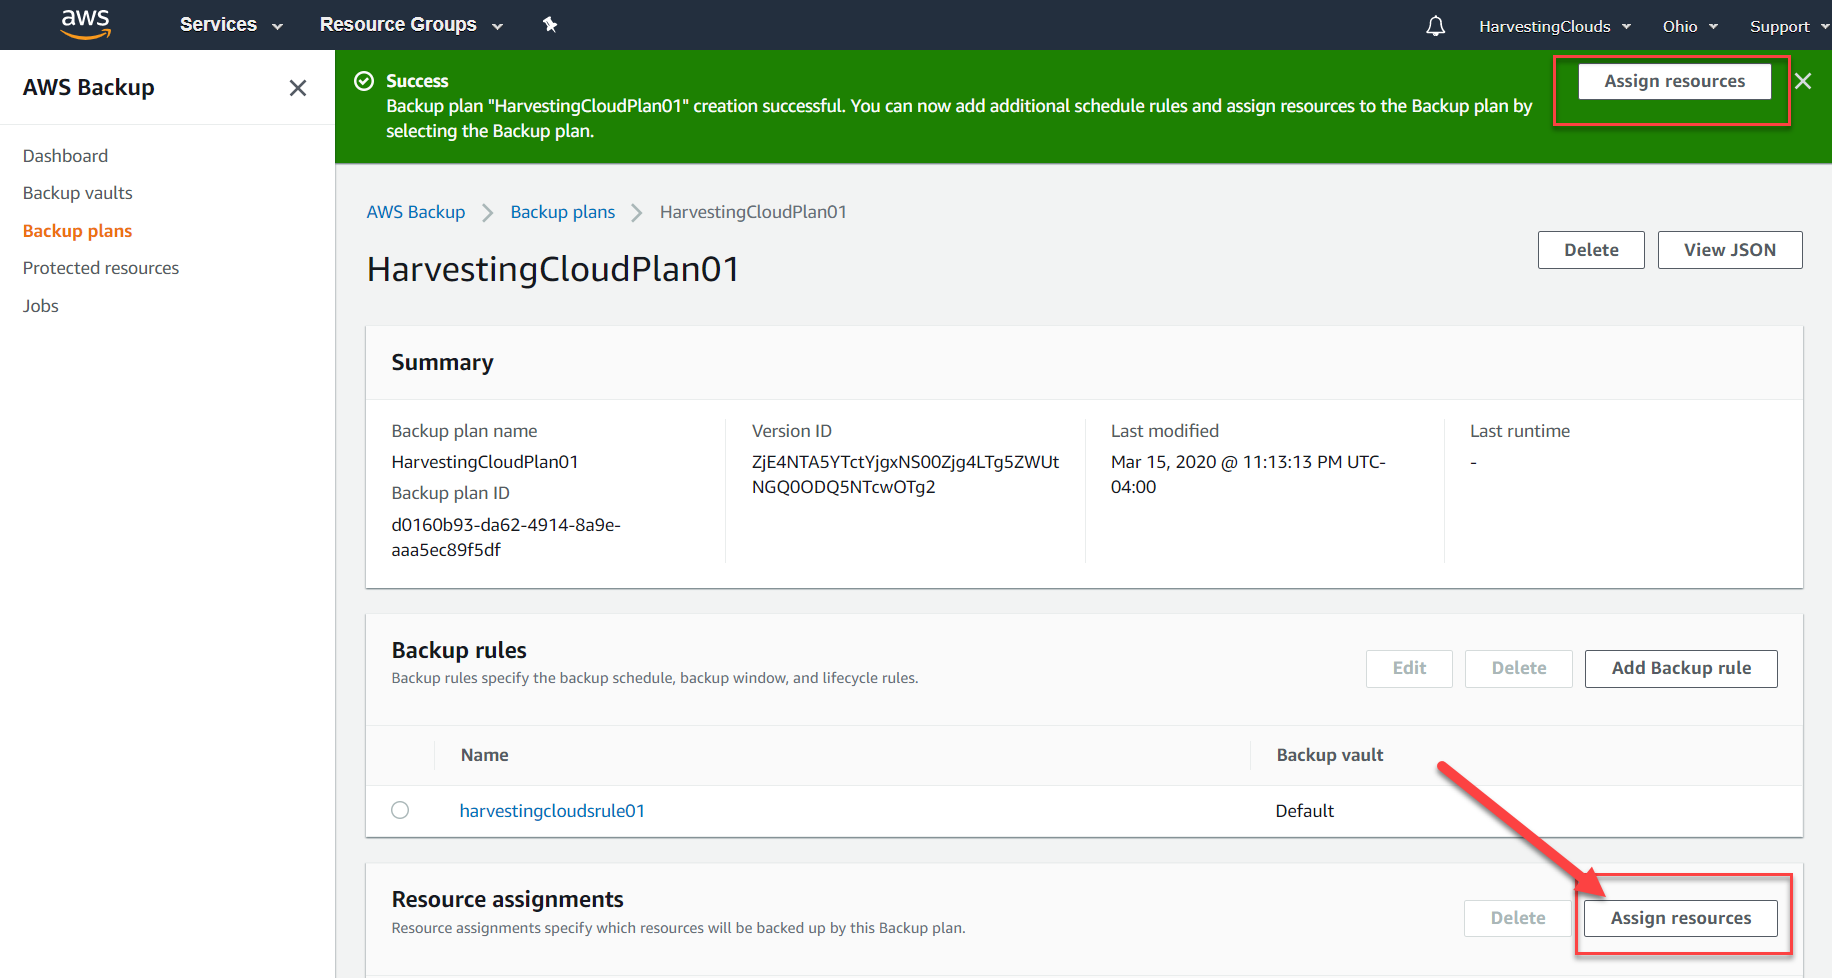 aws
Services
Resource Groups
HarvestingClouds
Ohio
Support
AWS Backup
Dashboard
Backup vaults
Backup plans
Protected resources
Jobs
Success
Backup plan "HarvestingCloudPlan01" creation successful. You can now add additional schedule rules and assign resources to the Backup plan by
selecting the Backup plan.
Assign resources
AWS Backup
Backup plans
HarvestingCloudPlan01
HarvestingCloudPlan01
Delete
View JSON
Summary
Backup plan name
HarvestingCloudPlan01
Backup plan ID
d0160b93-da62-4914-8a9e-
aaa5ec89f5df
Version ID
ZjE4NTA5YTctYjgxNS00Zjg4LTg5ZWUt
NGQ0ODQ5NTcwOTg2
Last modified
Mar 15, 2020 @ 11:13:13 PM UTC-
04:00
Last runtime
-
Backup rules
Backup rules specify the backup schedule, backup window, and lifecycle rules.
Edit
Delete
Add Backup rule
Name
Backup vault
harvestingcloudsrule01
Default
Resource assignments
Resource assignments specify which resources will be backed up by this Backup plan.
Delete
Assign resources